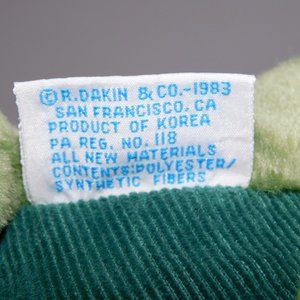 © R. DAKIN & CO.-1983
SAN FRANCISCO, CA
PRODUCT OF KOREA
PA REG. NO. 118
ALL NEW MATERIALS
CONTENTS:POLYESTER/
SYNTHETIC FIBERS